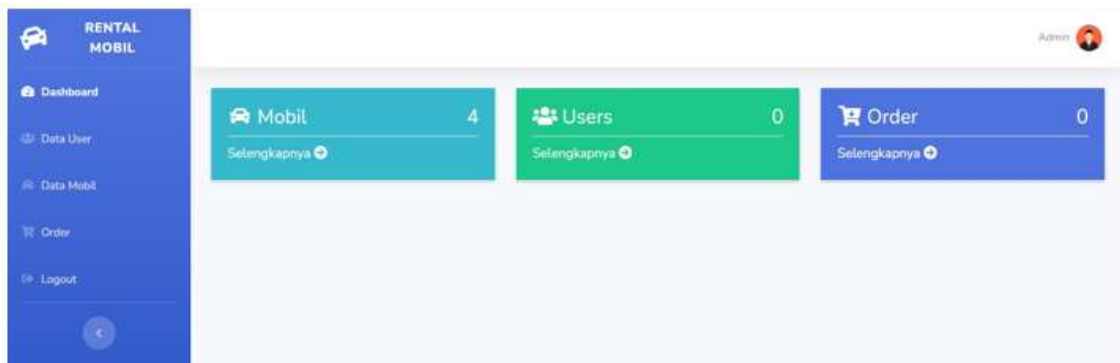 RENTAL
MOBIL
Admin
Dashboard
Data User
Data Mobil
Order
Logout
Mobil 4
Selengkapnya
Users 0
Selengkapnya
Order 0
Selengkapnya